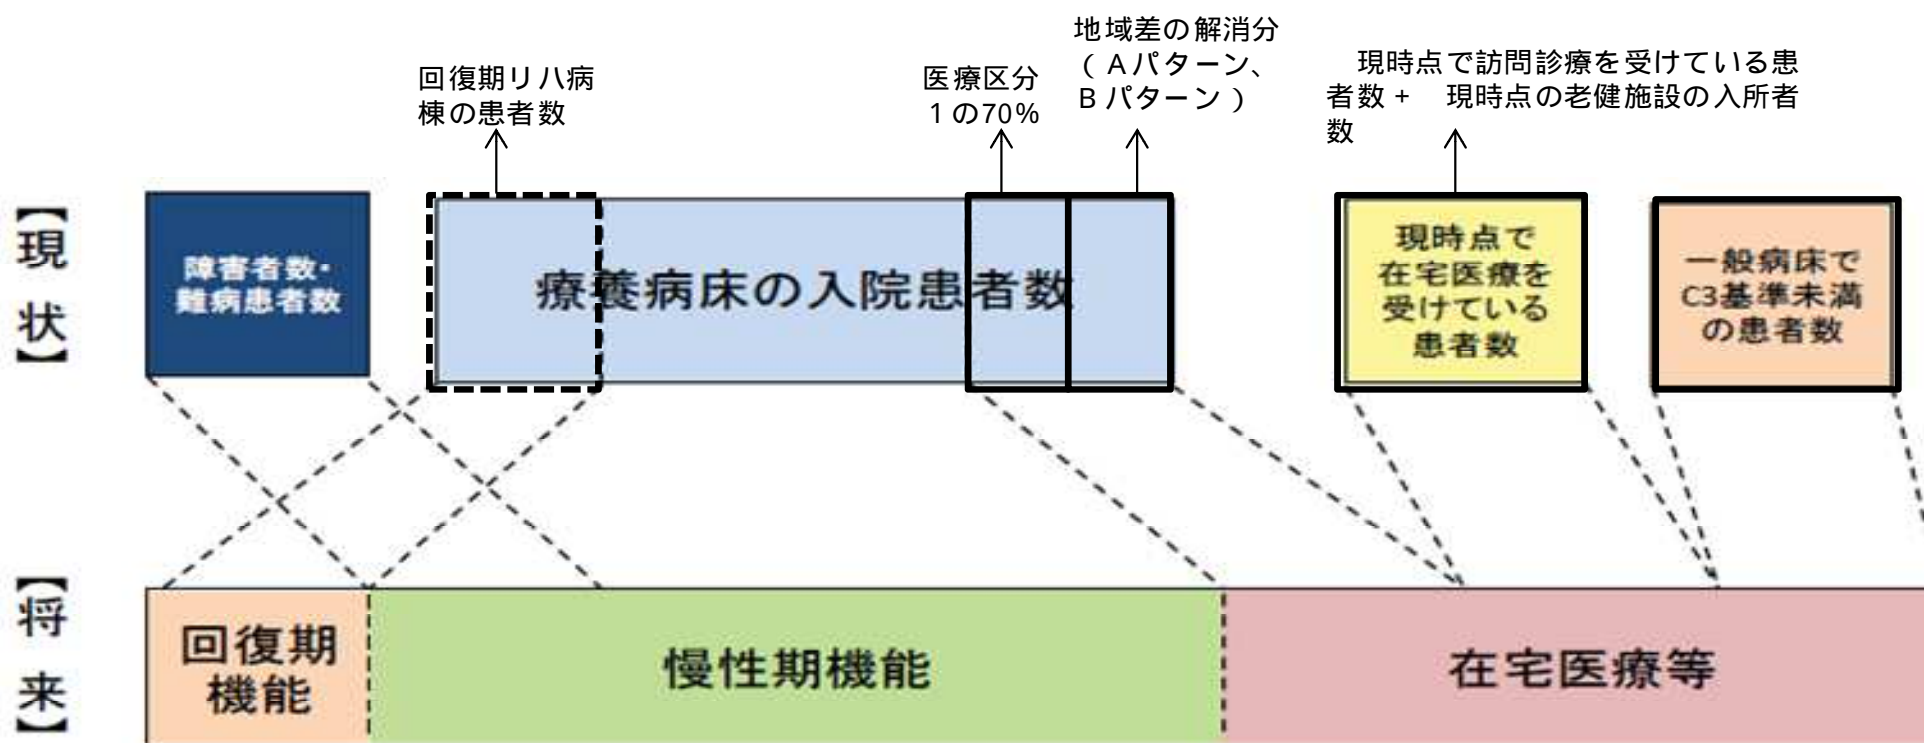 回復期リハ病
棟の患者数
医療区分
1の70%
地域差の解消分
（Aパターン、
Bパターン）
現時点で訪問診療を受けている患
者数+ 現時点の老健施設の入所者
数
【現状】
障害者数・
難病患者数
療養病床の入院患者数
現時点で
在宅医療を
受けている
患者数
一般病床で
C3基準未満
の患者数
【将来】
回復期
機能
慢性期機能
在宅医療等